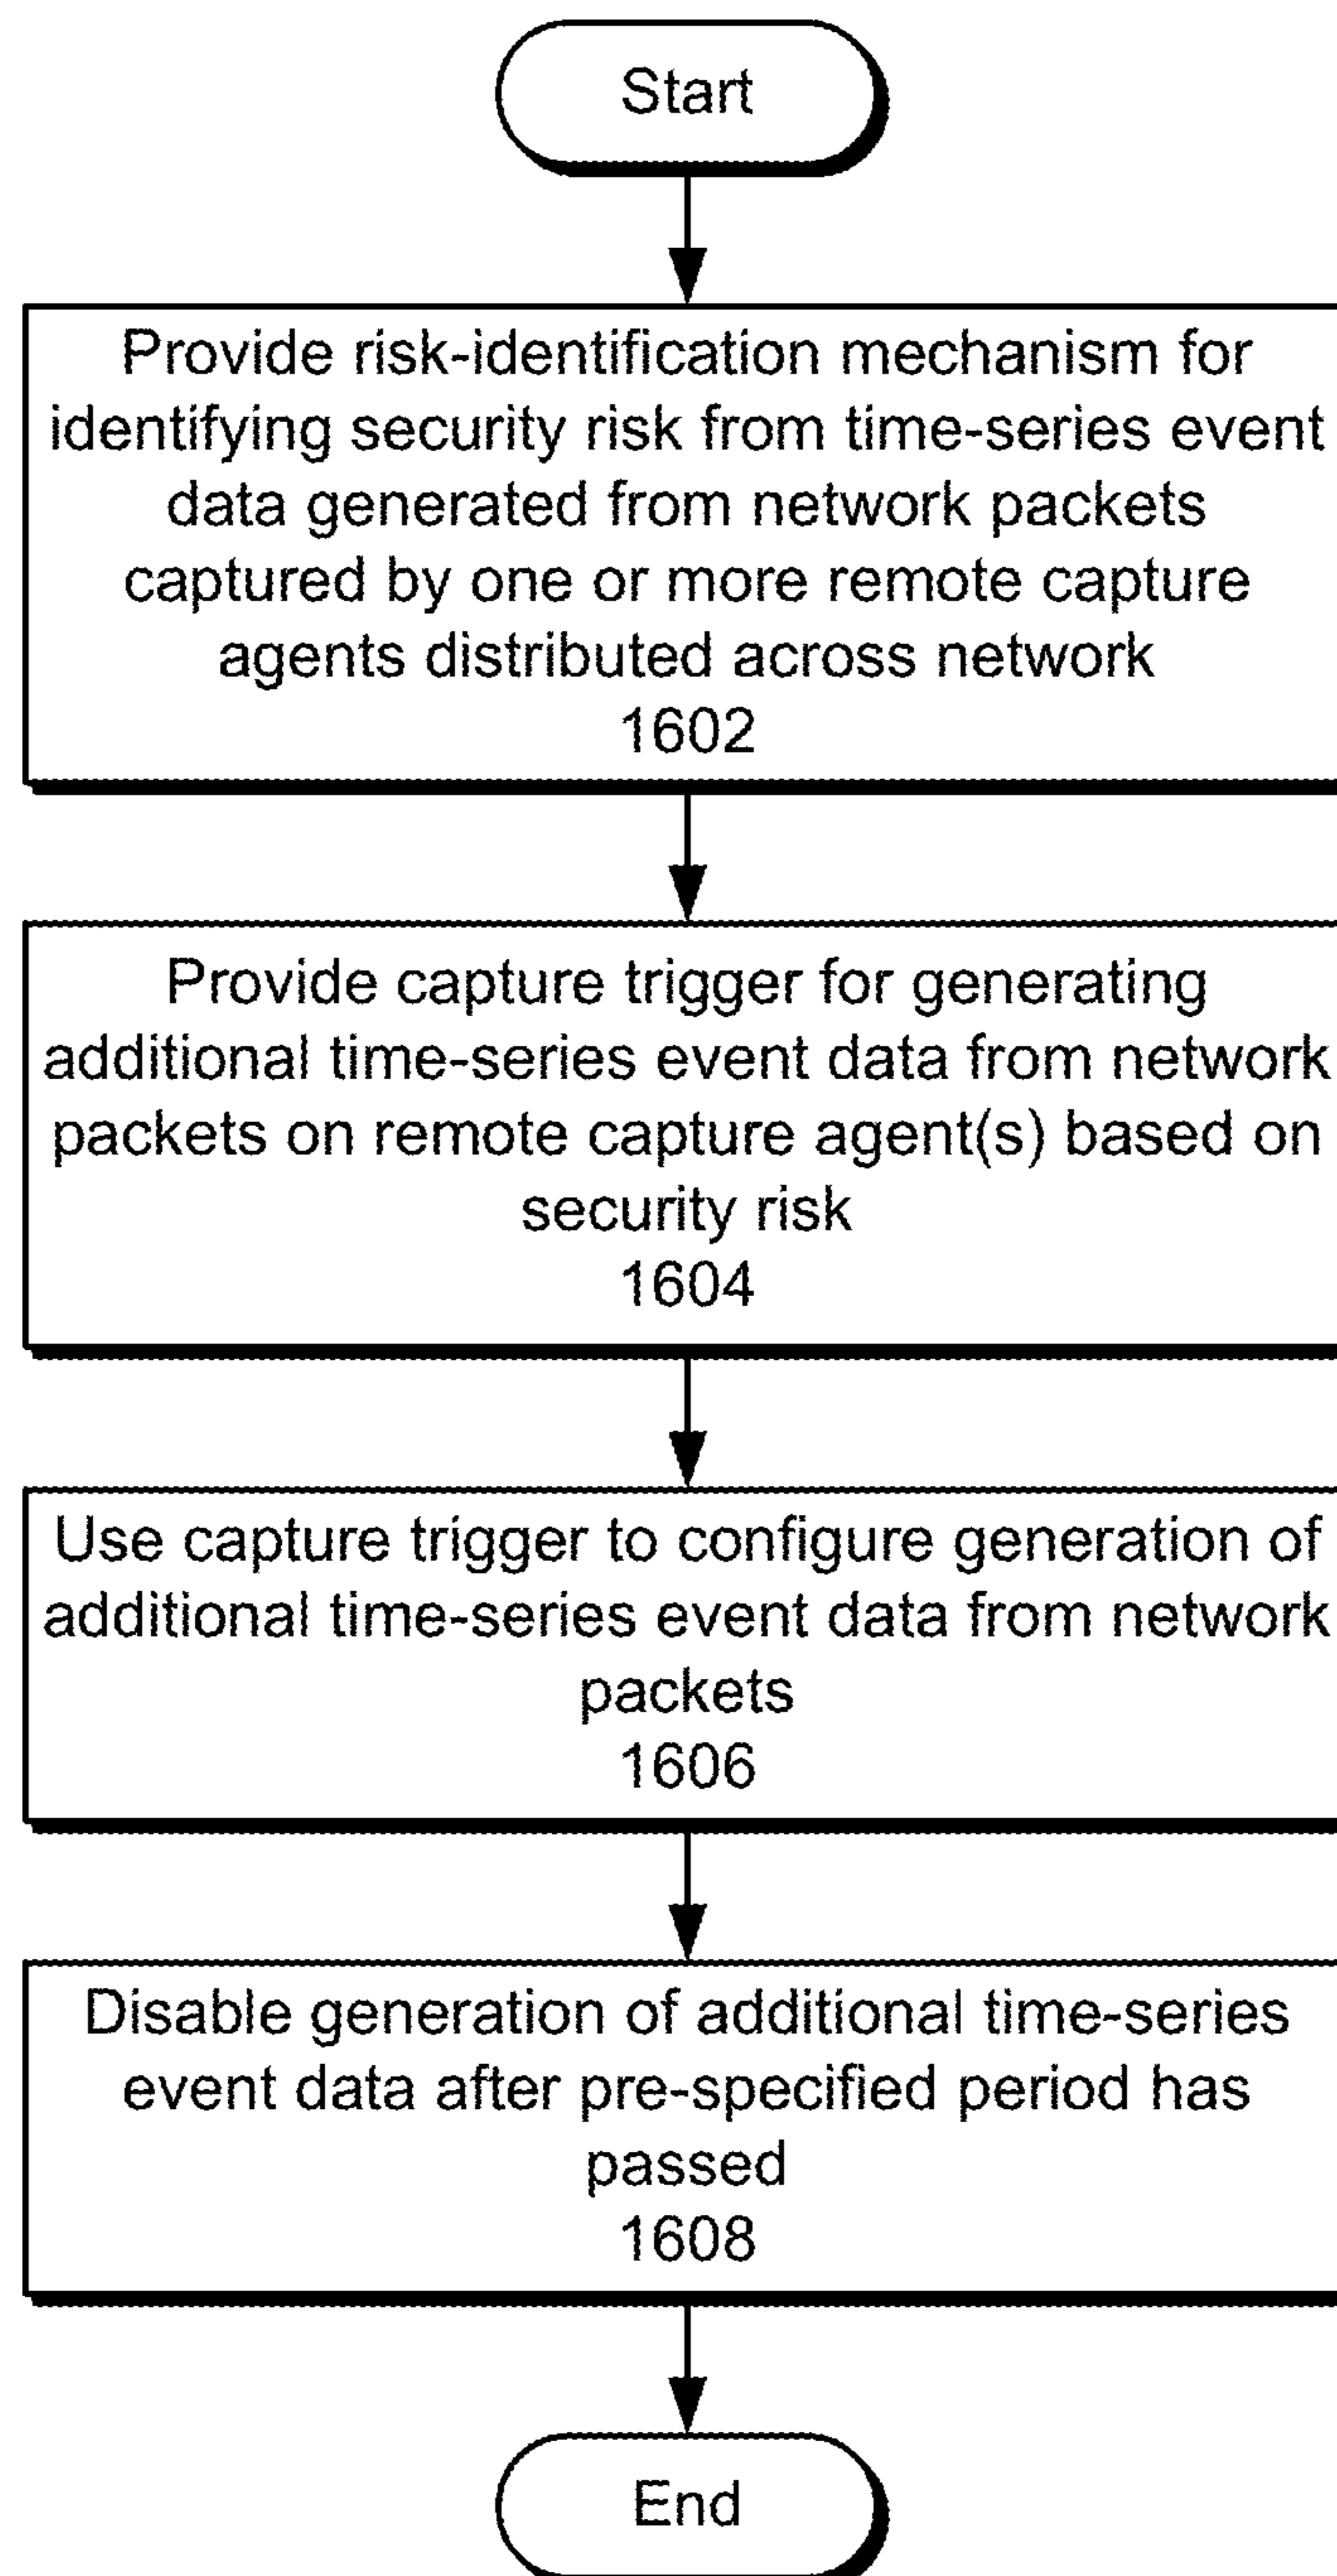 Start
Provide risk-identification mechanism for
identifying security risk from time-series event
data generated from network packets
captured by one or more remote capture
agents distributed across network
1602
Provide capture trigger for generating
additional time-series event data from network
packets on remote capture agent(s) based on
security risk
1604
Use capture trigger to configure generation of
additional time-series event data from network
packets
1606
Disable generation of additional time-series
event data after pre-specified period has
passed
1608
End